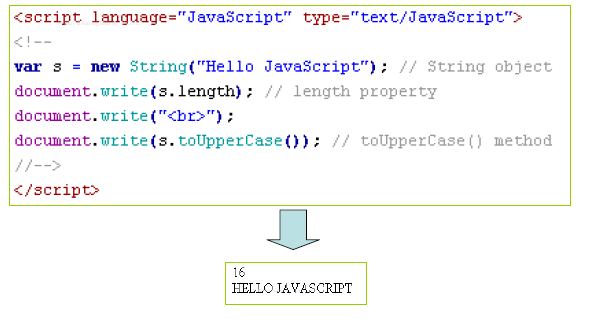 <script language="JavaScript" type="text/JavaScript">
<!--
var s = new String("Hello JavaScript"); // String object
document.write(s.length); // length property
document.write("<br>");
document.write(s.toUpperCase()); // toUpperCase() method
//-->
</script>
16
HELLO JAVASCRIPT